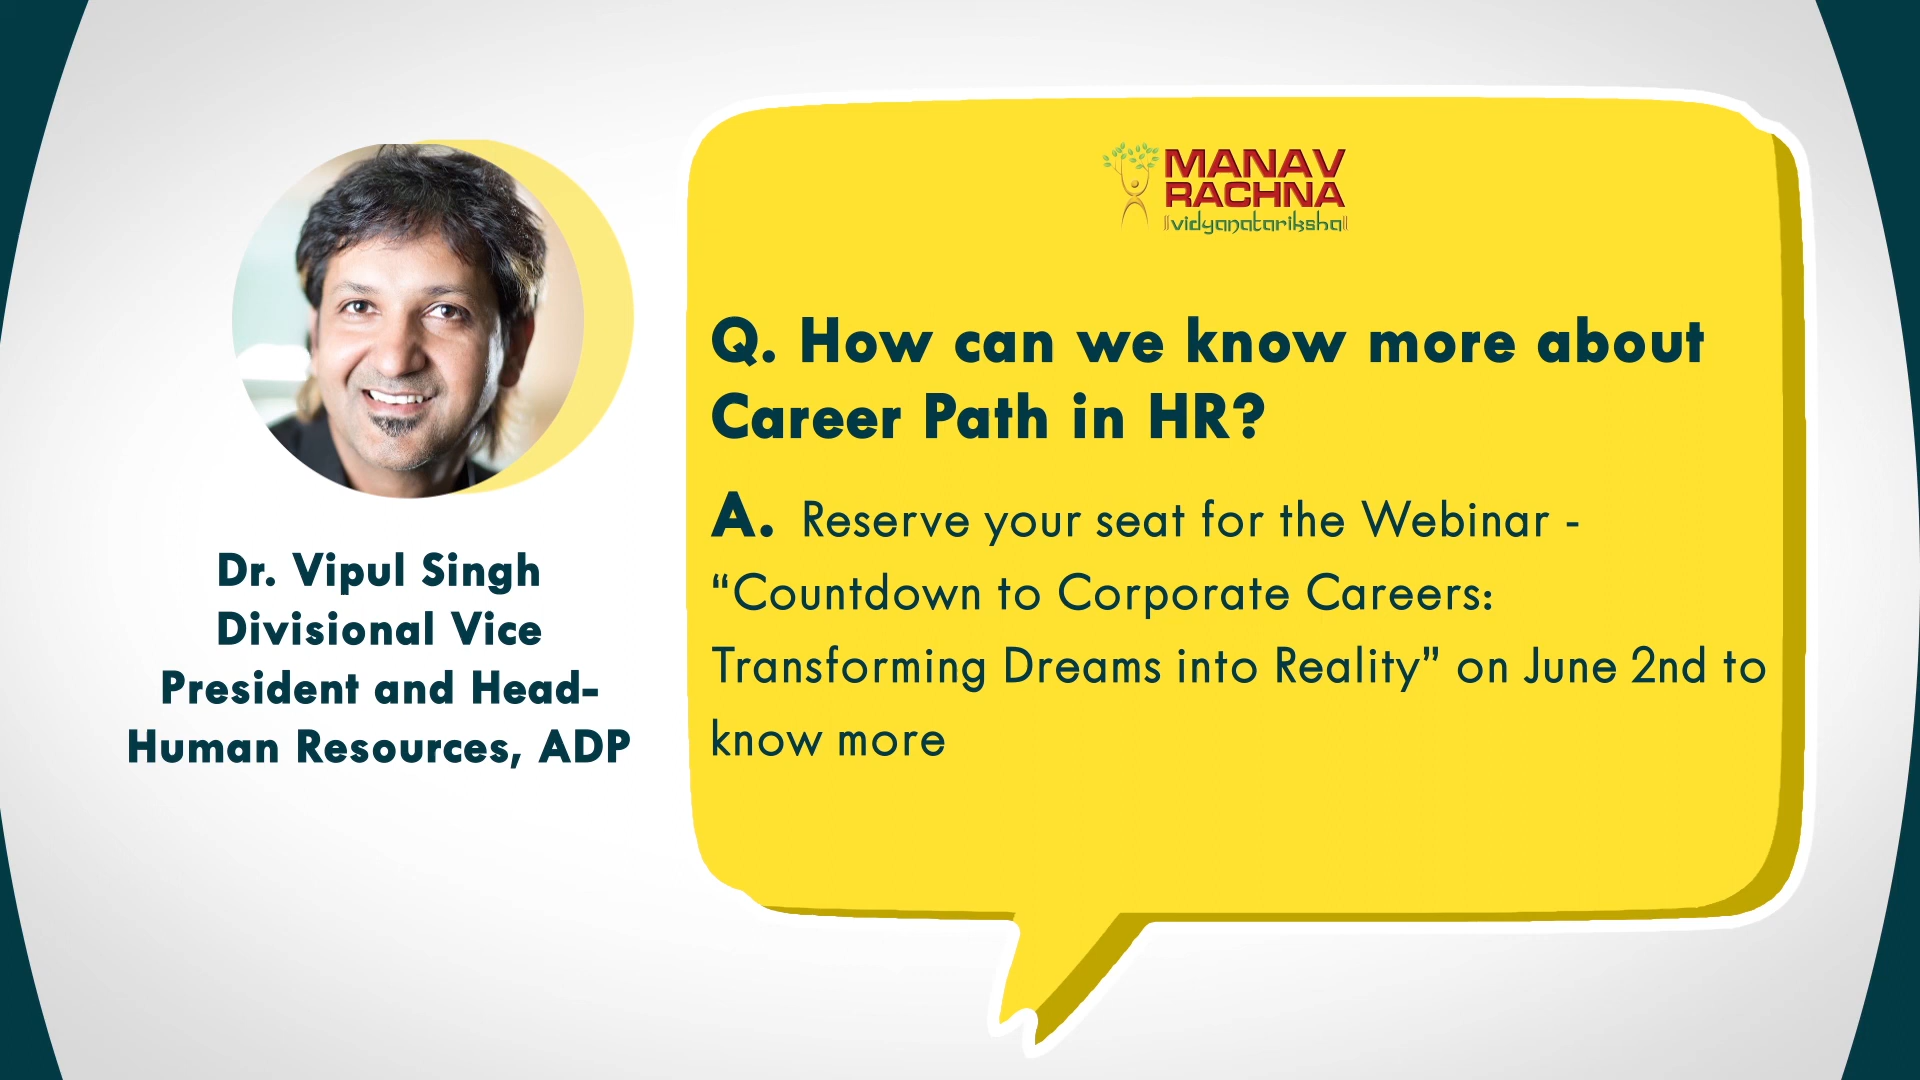 MANAV
RACHNA
vidyanatariksha
Q. How can we know more about
Career Path in HR?
A. Reserve your seat for the Webinar -
“Countdown to Corporate Careers:
Transforming Dreams into Reality” on June 2nd to
know more
Dr. Vipul Singh
Divisional Vice
President and Head-
Human Resources, ADP